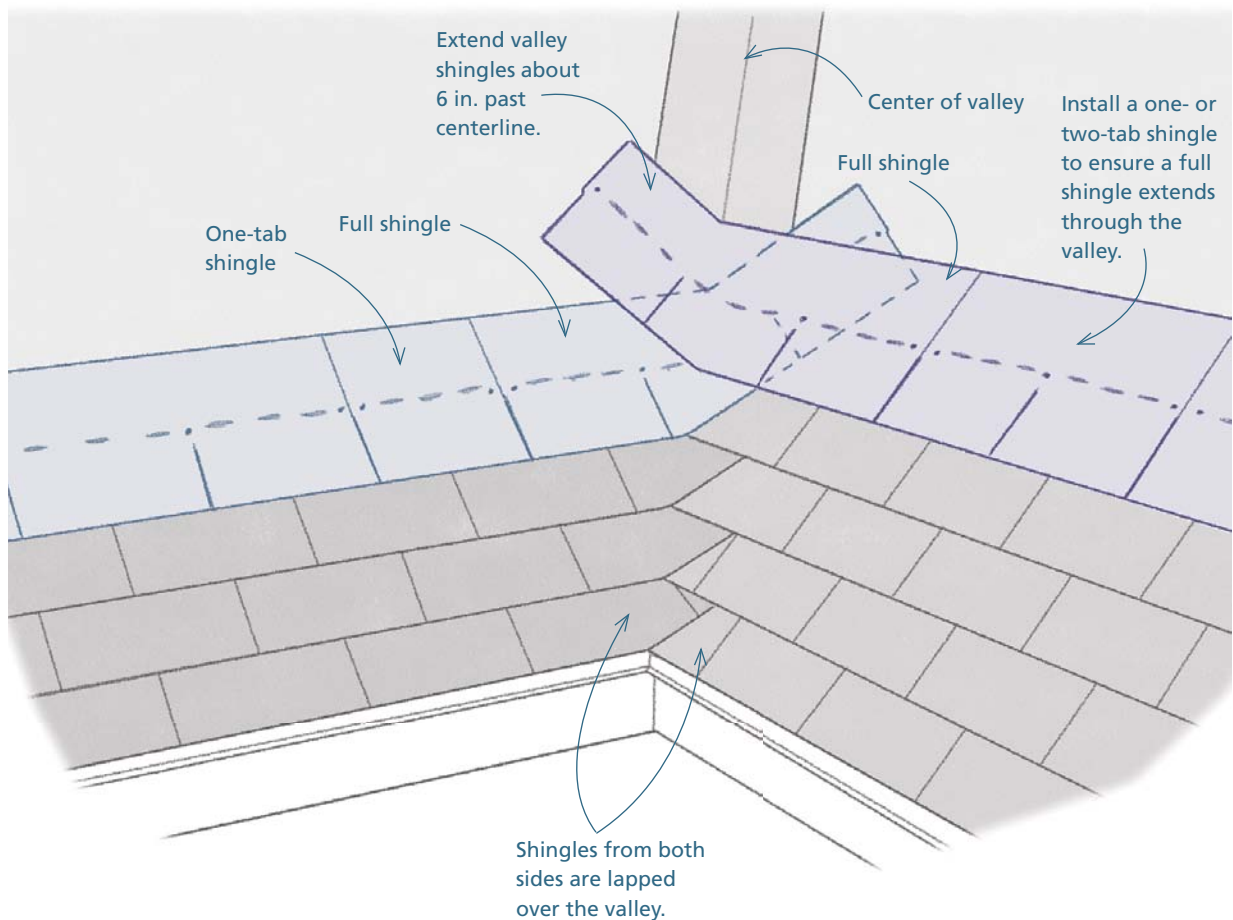 Extend valley
shingles about
6 in. past
centerline.
Center of valley
Install a one- or
two-tab shingle
to ensure a full
shingle extends
through the
valley.
Full shingle
One-tab
shingle
Full shingle
Shingles from both
sides are lapped
over the valley.